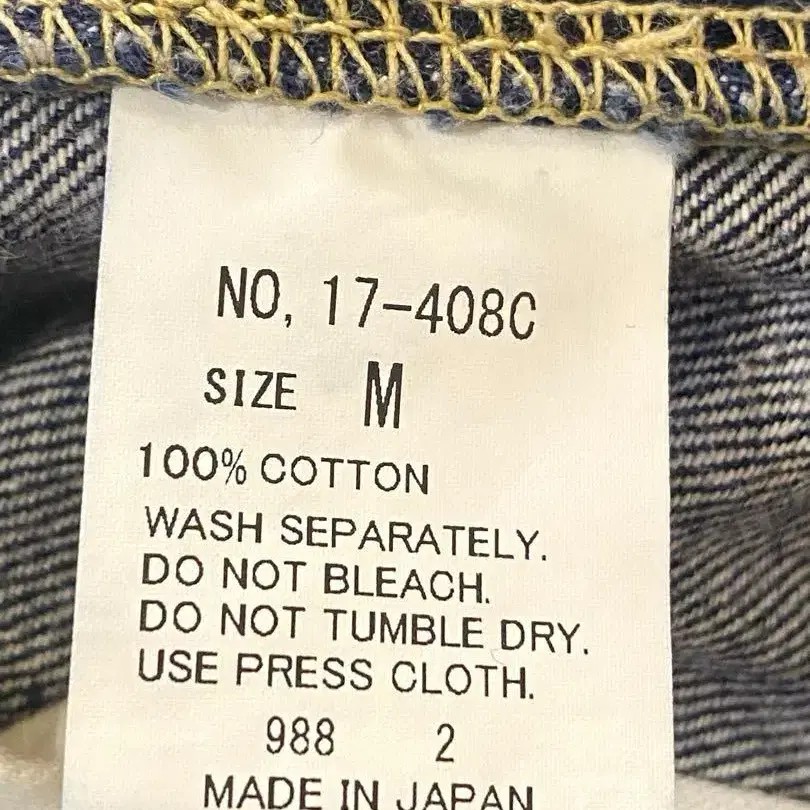 NO, 17-408C
SIZE M
100% COTTON
WASH SEPARATELY.
DO NOT BLEACH.
DO NOT TUMBLE DRY.
USE PRESS CLOTH.
988 2
MADE IN JAPAN